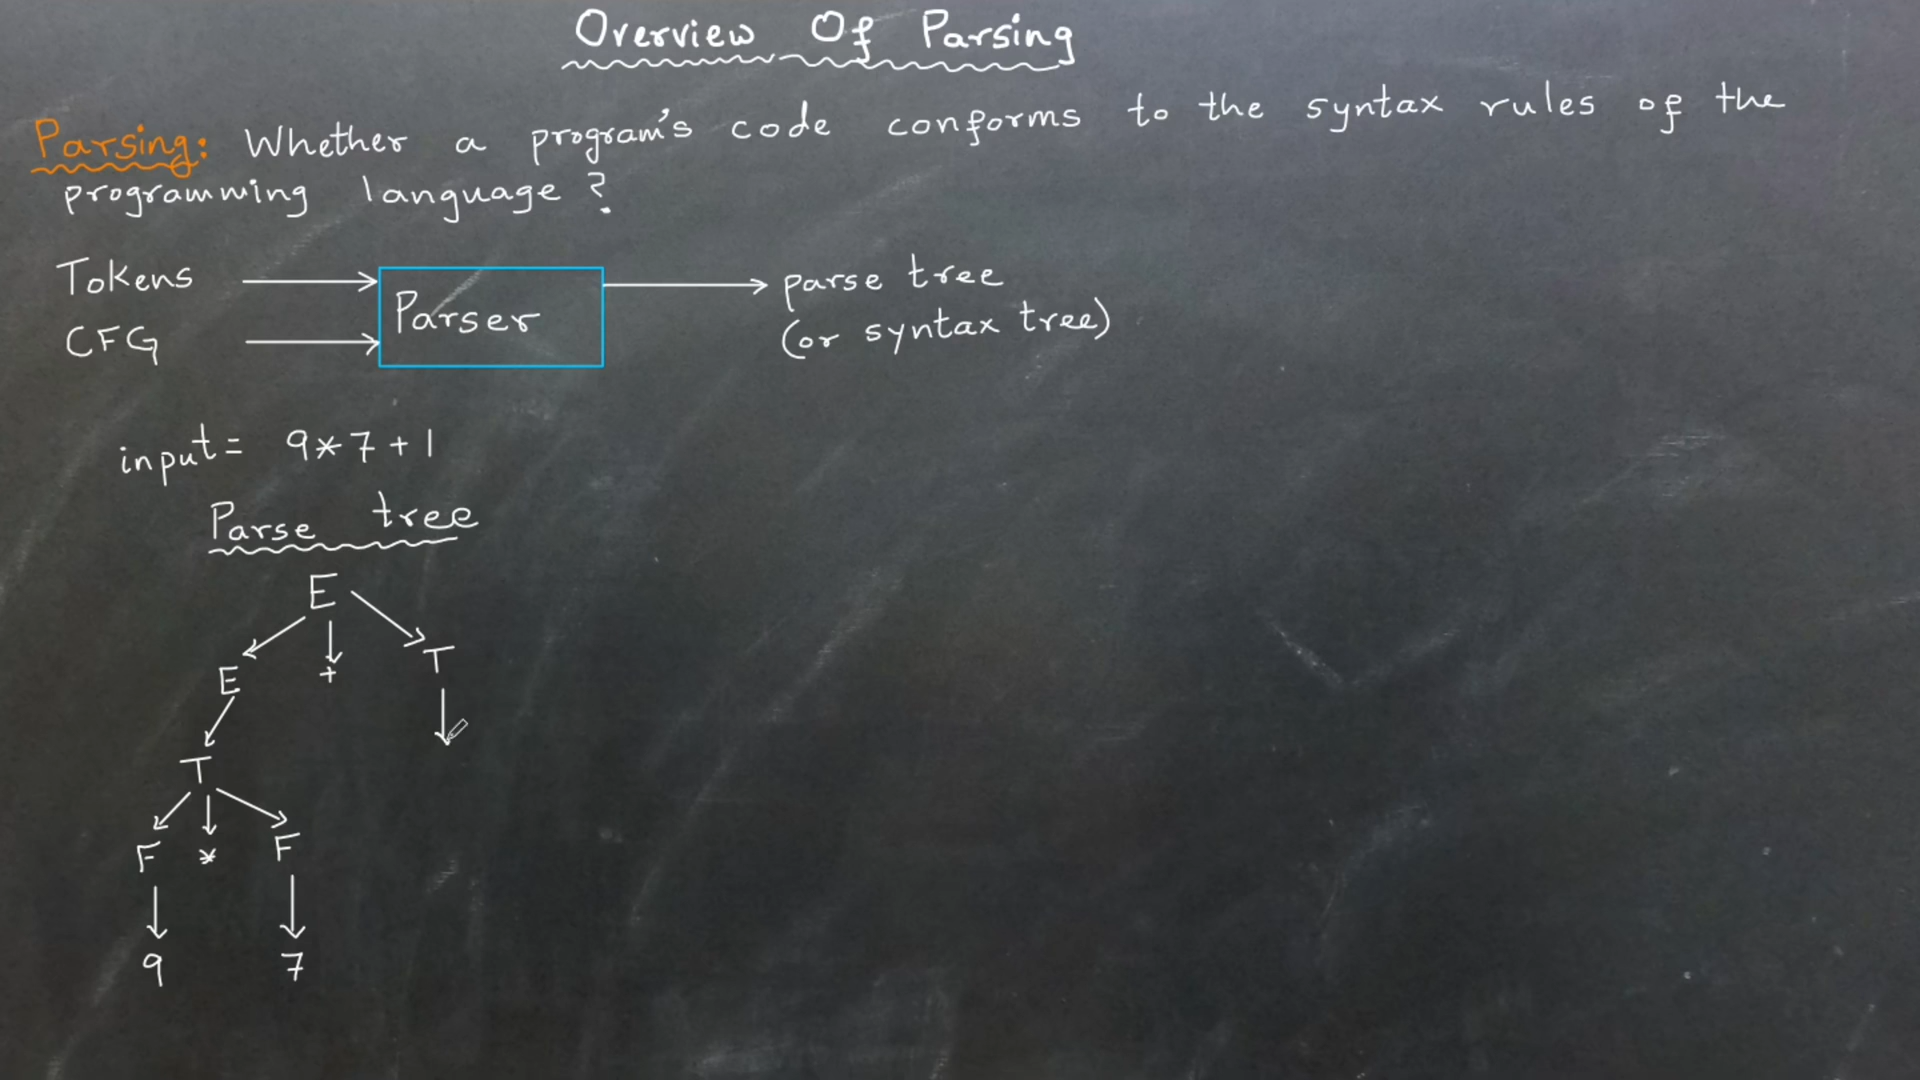 Overview Of Parsing
Parsing: Whether a program's code conforms to the syntax rules of the
programming language ?
Tokens
CFG
Parser
parse tree
(or syntax tree)
input = 9*7+1
Parse tree
E
E + T
T
F * F
9 7